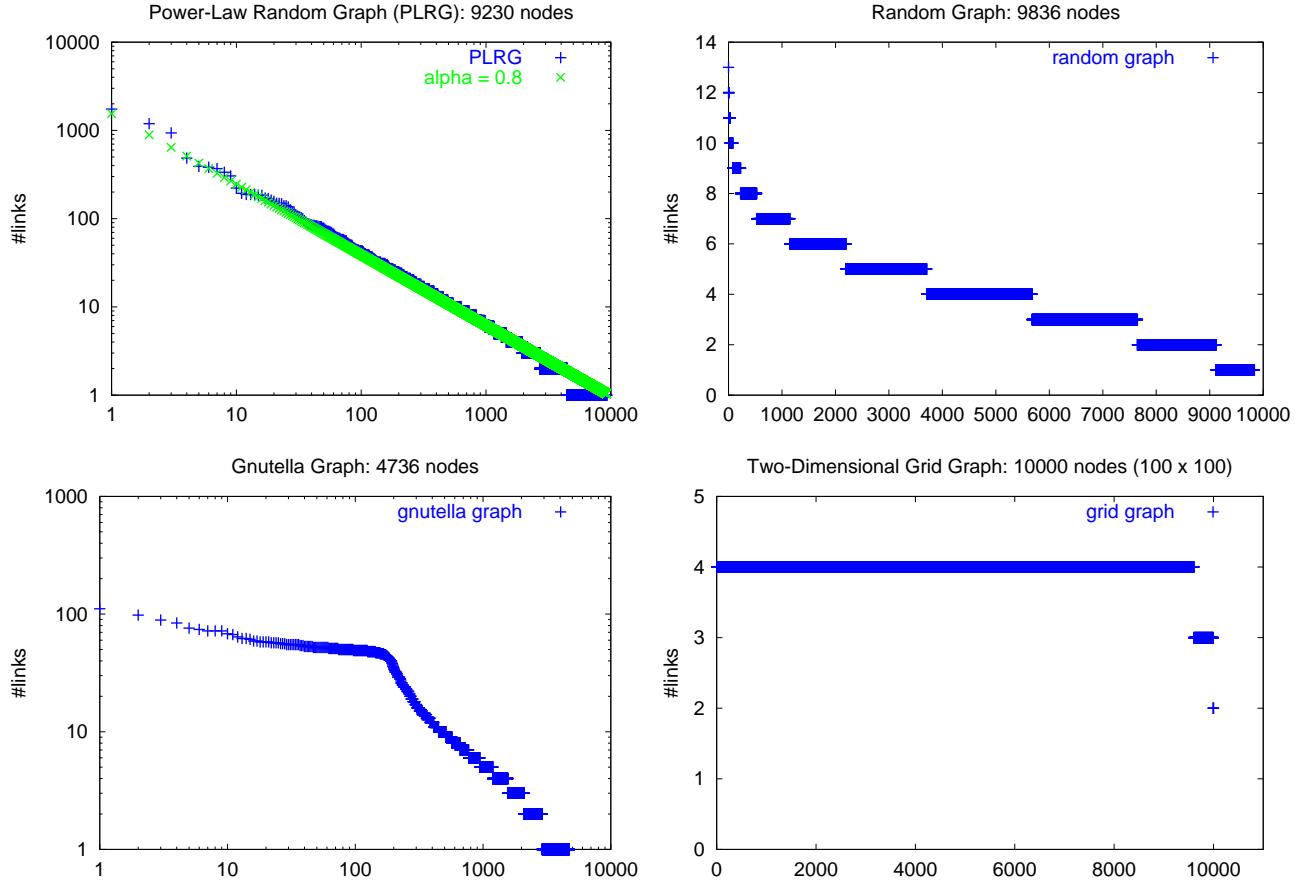 Power-Law Random Graph (PLRG): 9230 nodes
10000
1000
100
10
1
#links
PLRG
alpha = 0.8
1 10 100 1000 10000
Random Graph: 9836 nodes
14
12
10
8
6
4
2
0
#links
random graph
0 1000 2000 3000 4000 5000 6000 7000 8000 9000 10000
Gnutella Graph: 4736 nodes
1000
100
10
1
#links
gnutella graph
1 10 100 1000 10000
Two-Dimensional Grid Graph: 10000 nodes (100 x 100)
5
4
3
2
1
0
#links
grid graph
0 2000 4000 6000 8000 10000